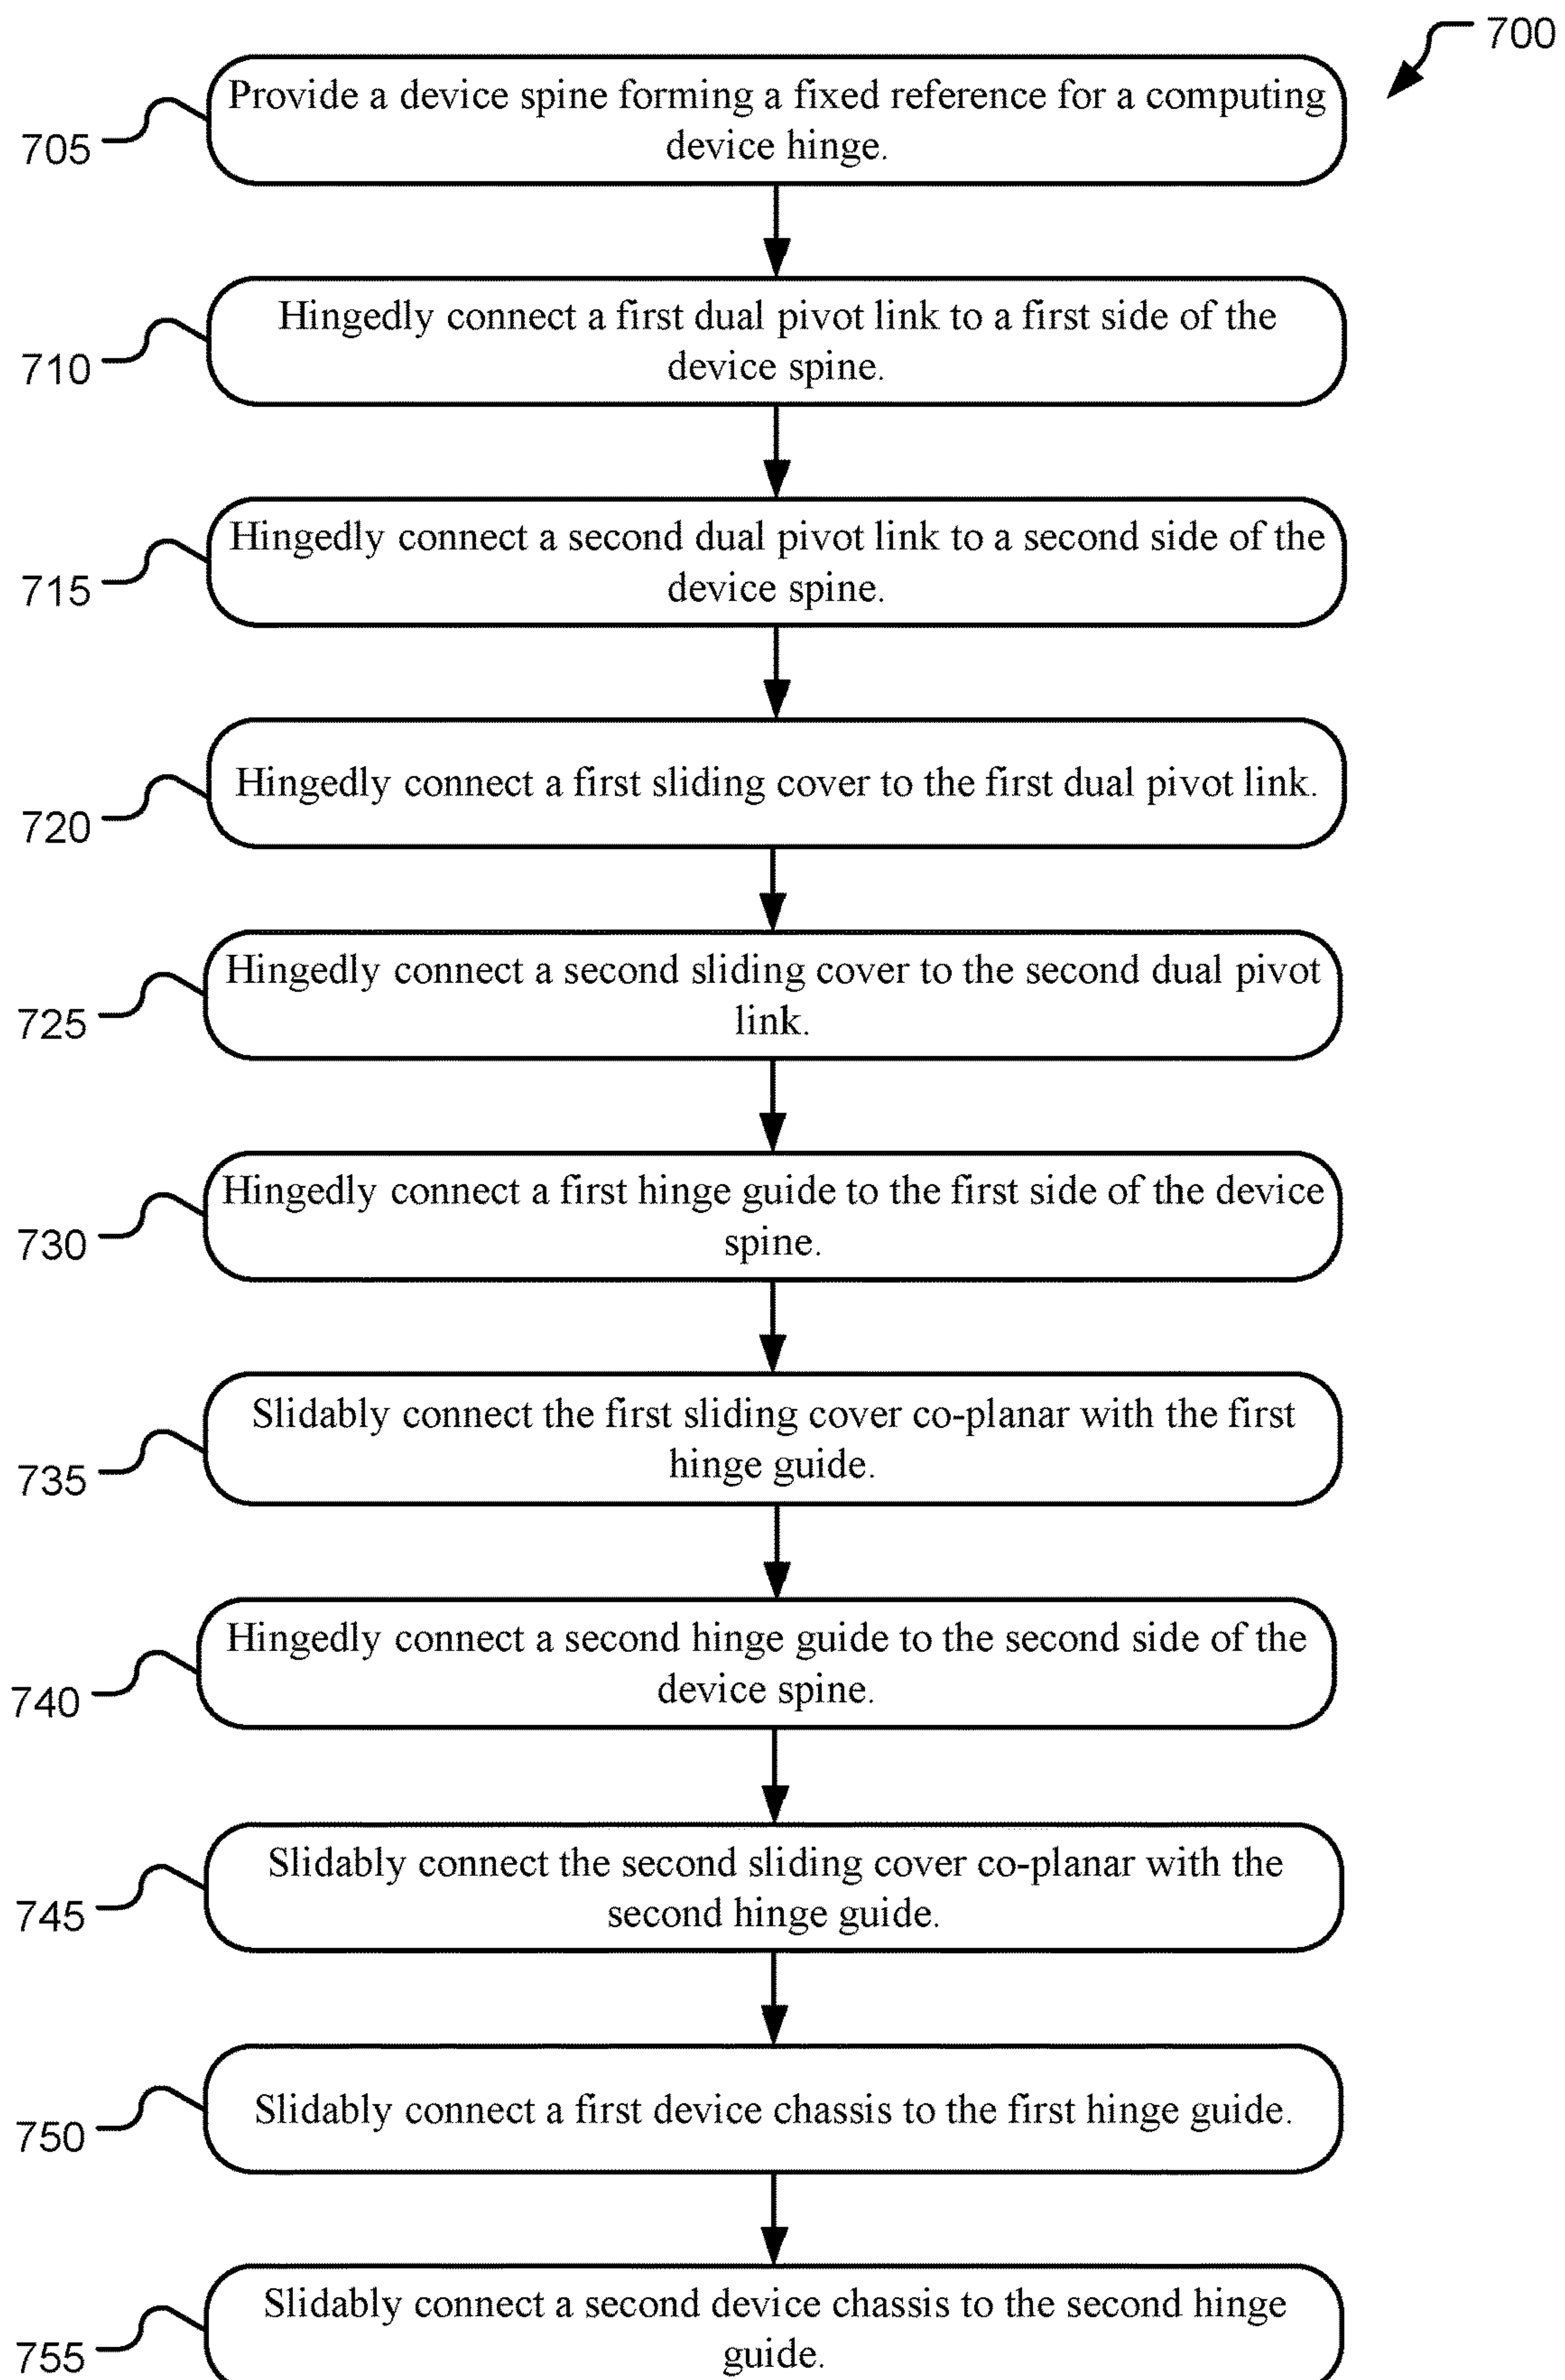 700
Provide a device spine forming a fixed reference for a computing
device hinge.
705
Hingedly connect a first dual pivot link to a first side of the
device spine.
710
Hingedly connect a second dual pivot link to a second side of the
device spine.
715
Hingedly connect a first sliding cover to the first dual pivot link.
720
Hingedly connect a second sliding cover to the second dual pivot
link.
725
Hingedly connect a first hinge guide to the first side of the device
spine.
730
Slidably connect the first sliding cover co-planar with the first
hinge guide.
735
Hingedly connect a second hinge guide to the second side of the
device spine.
740
Slidably connect the second sliding cover co-planar with the
second hinge guide.
745
Slidably connect a first device chassis to the first hinge guide.
750
Slidably connect a second device chassis to the second hinge
guide.
755